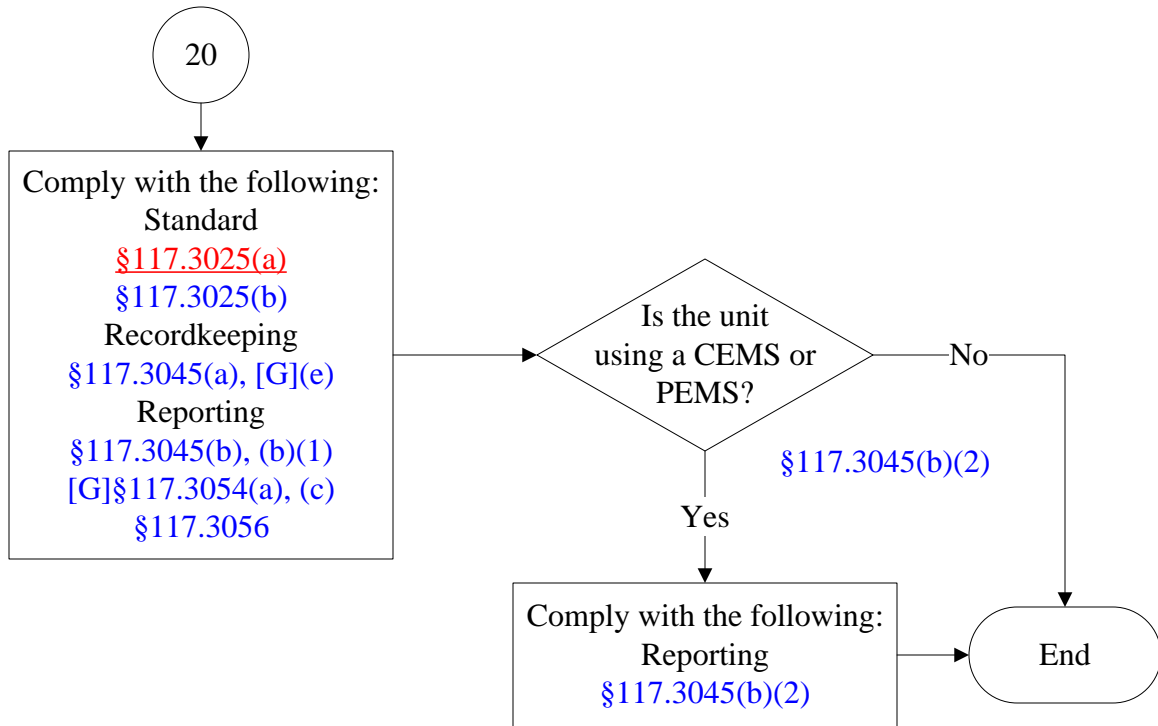 20
Comply with the following:
Standard
§117.3025(a)
§117.3025(b)
Recordkeeping
§117.3045(a), [G](e)
Reporting
§117.3045(b), (b)(1)
[G]§117.3054(a), (c)
§117.3056
Is the unit
using a CEMS or
PEMS?
No
§117.3045(b)(2)
Yes
Comply with the following:
Reporting
§117.3045(b)(2)
End